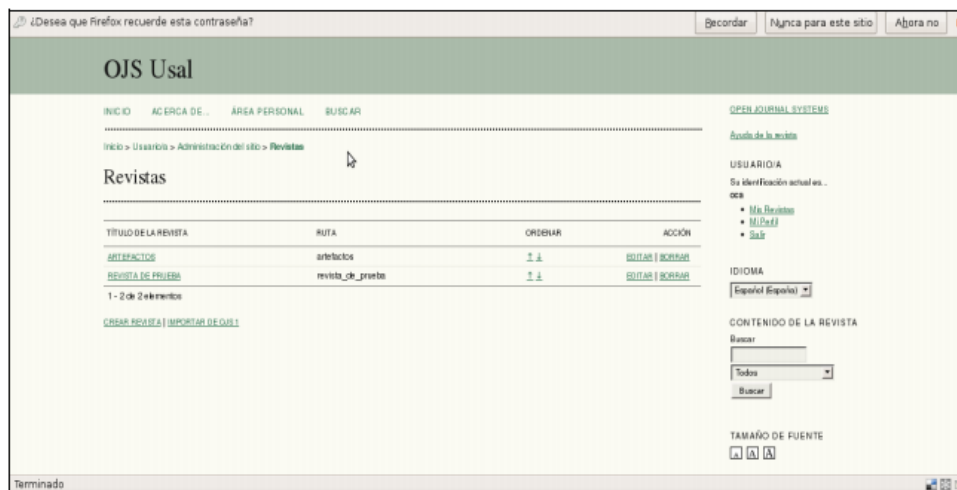 ¿Desea que Firefox recuerde esta contraseña? Recordar Nunca para este sitio Ahora no
OJS Usal
INICIO ACERCA DE... ÁREA PERSONAL BUSCAR
Inicio > Usuario/a > Administración del sitio > Revistas
Revistas
TÍTULO DE LA REVISTA RUTA ORDENAR ACCIÓN
ARTEFACTOS artefactos ↑ ↓ EDITAR | BORRAR
REVISTA DE PRUEBA revista_de_prueba ↑ ↓ EDITAR | BORRAR
1 - 2 de 2 elementos
CREAR REVISTA | IMPORTAR DE OJS 1
OPEN JOURNAL SYSTEMS
Ayuda de la revista
USUARIO/A
Su identificación actual es...
Mis Revistas
Mi Perfil
Salir
IDIOMA
Español (España)
CONTENIDO DE LA REVISTA
Buscar
Todos
Buscar
TAMAÑO DE FUENTE
A A A
Terminado